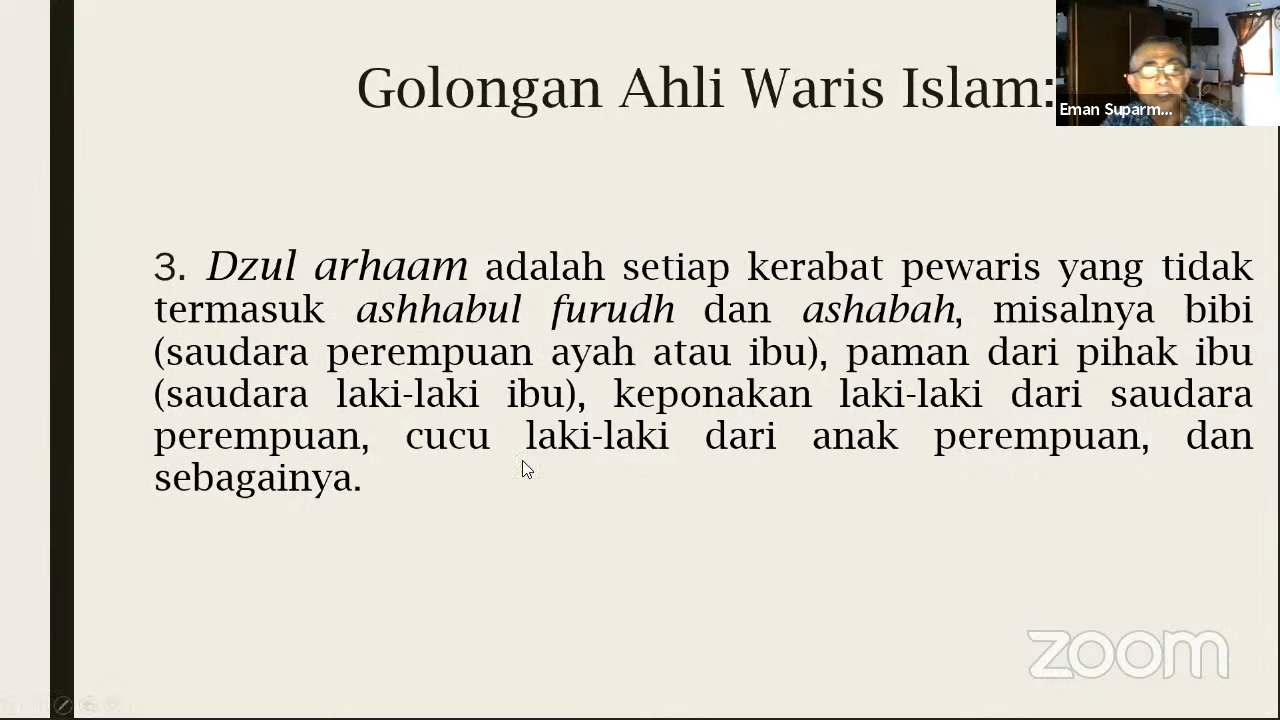 Golongan Ahli Waris Islam:
Eman Suparm...
3. Dzul arhaam adalah setiap kerabat pewaris yang tidak
termasuk ashhabul furudh dan ashabah, misalnya bibi
(saudara perempuan ayah atau ibu), paman dari pihak ibu
(saudara laki-laki ibu), keponakan laki-laki dari saudara
perempuan, cucu laki-laki dari anak perempuan, dan
sebagainya.
zoom